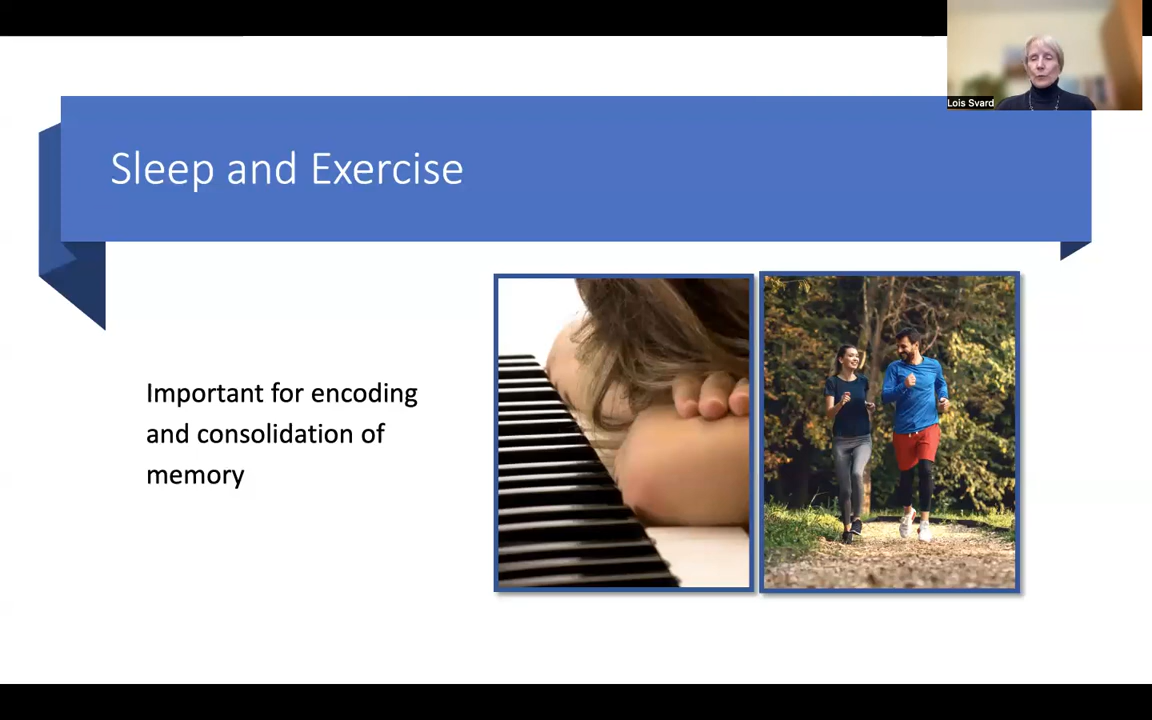 Lois Svard
Sleep and Exercise
Important for encoding
and consolidation of
memory